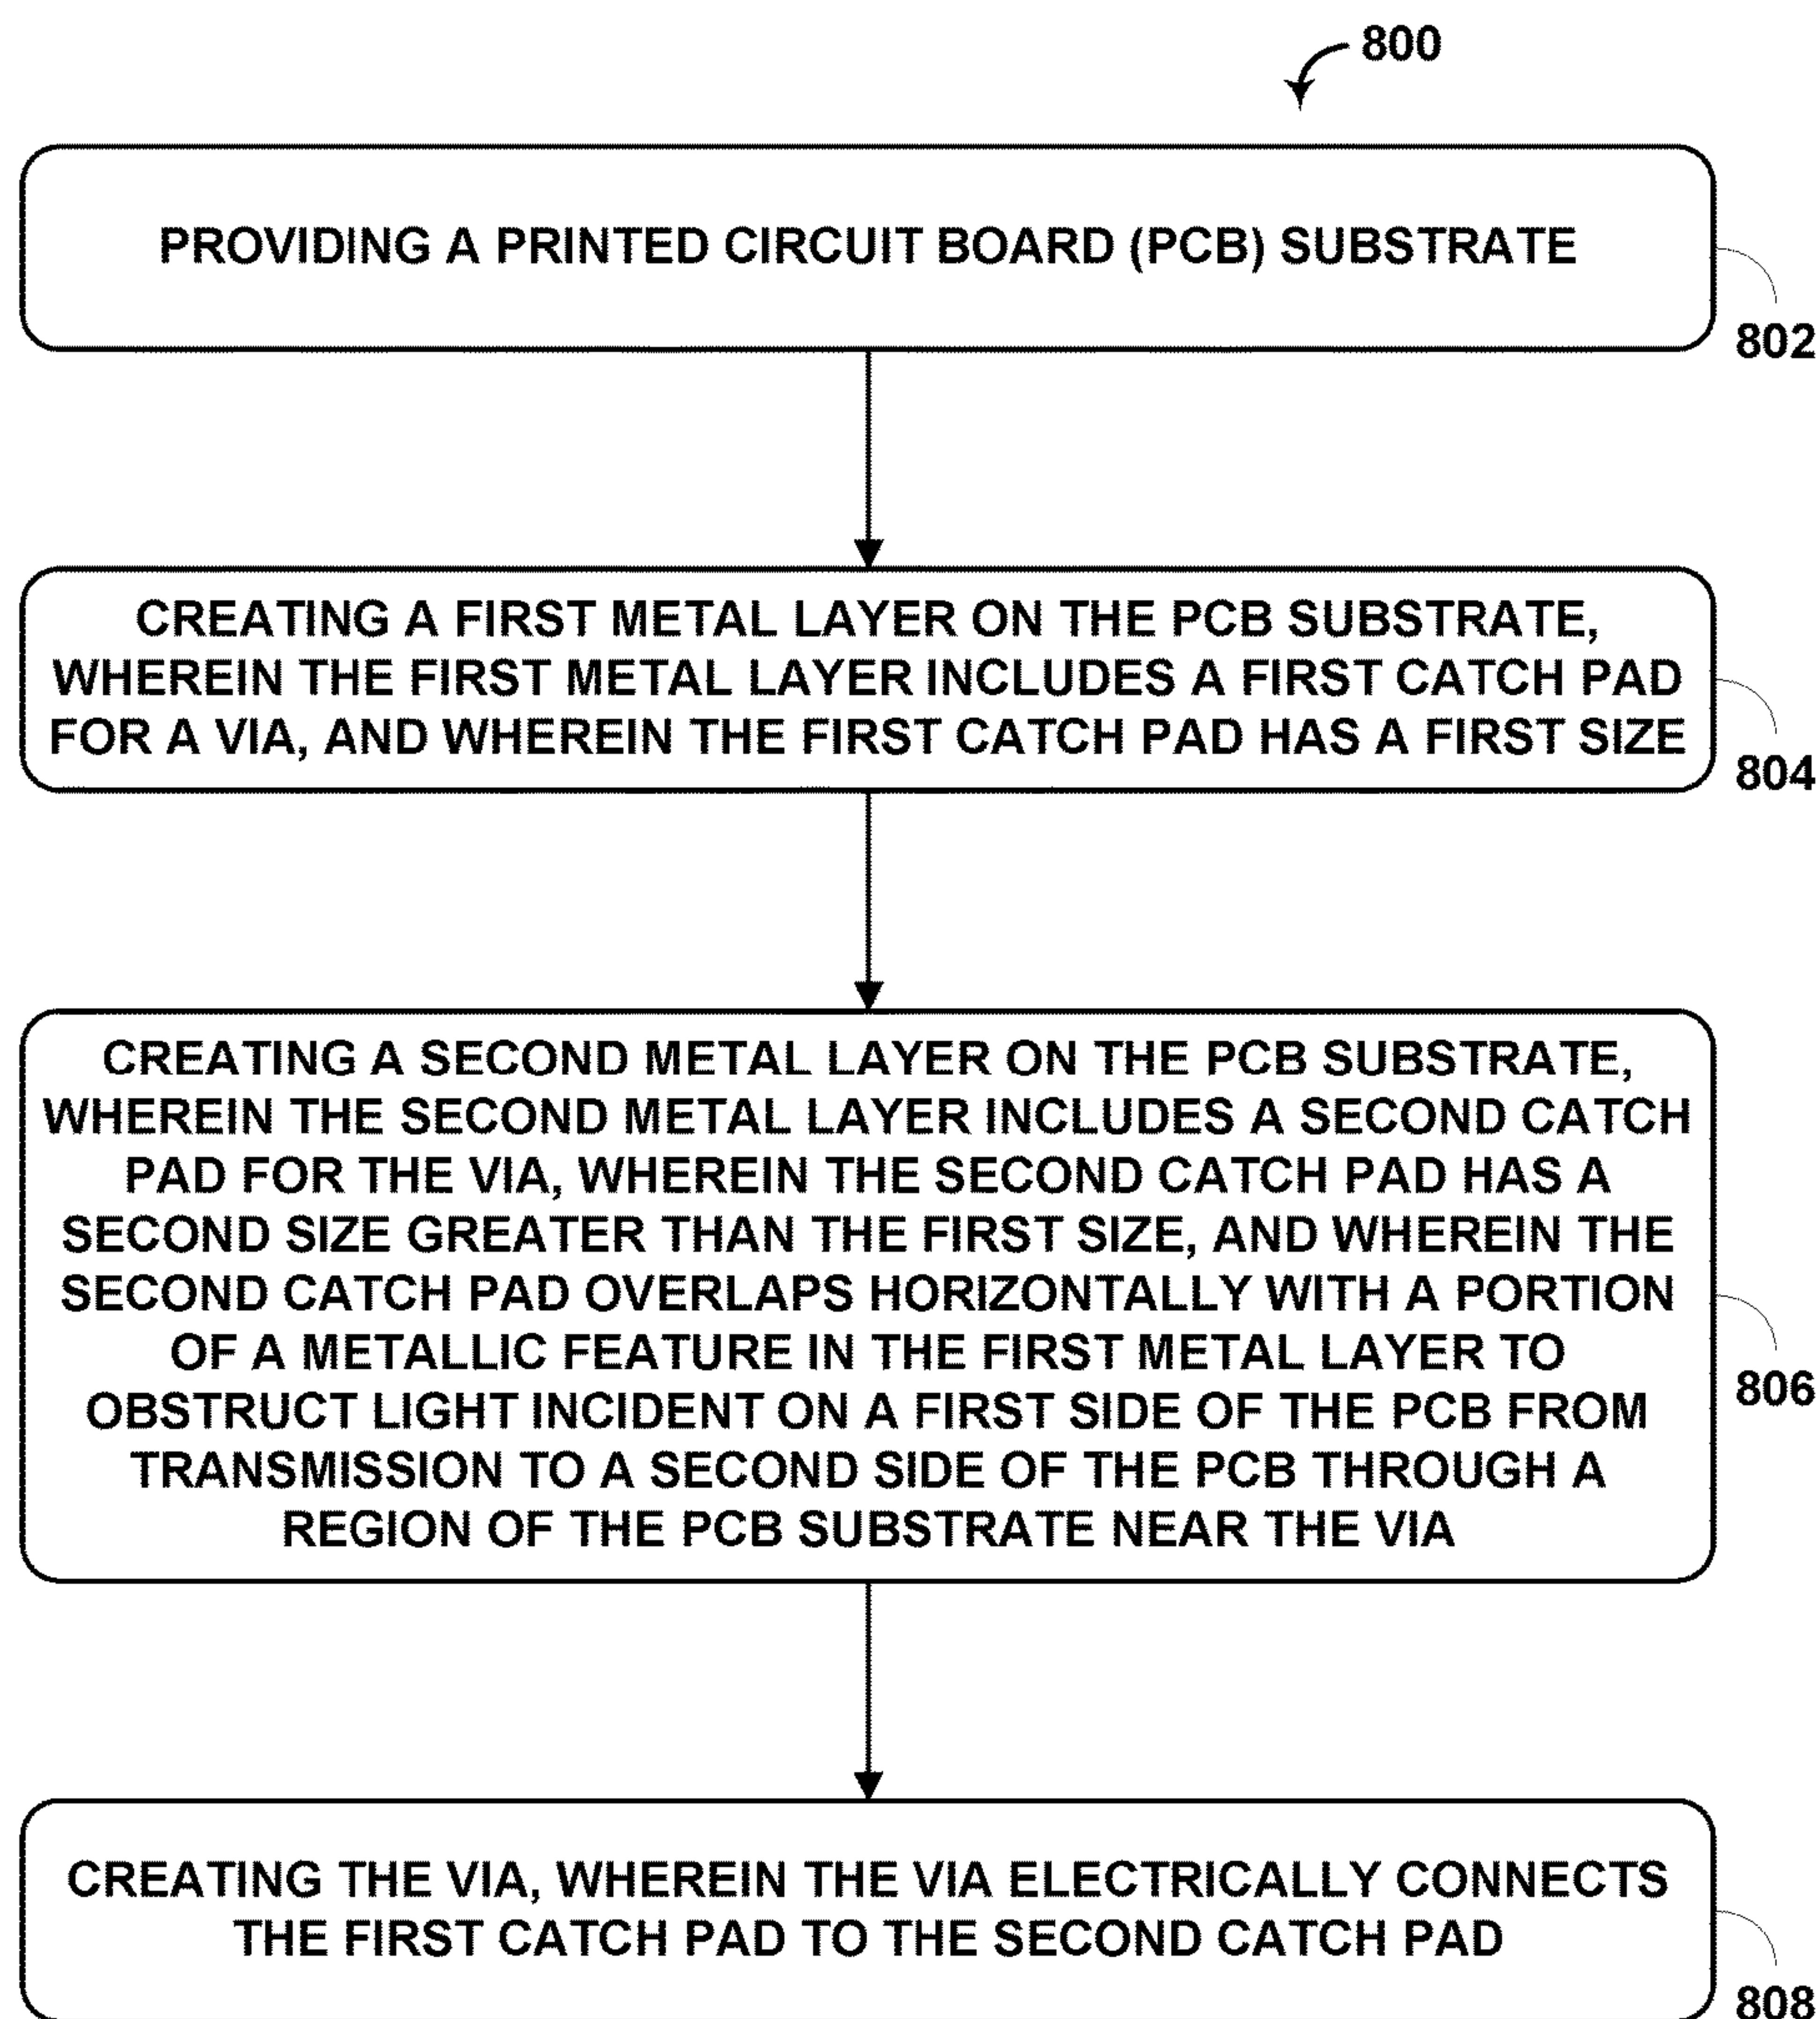 800
PROVIDING A PRINTED CIRCUIT BOARD (PCB) SUBSTRATE
802
CREATING A FIRST METAL LAYER ON THE PCB SUBSTRATE,
WHEREIN THE FIRST METAL LAYER INCLUDES A FIRST CATCH PAD
FOR A VIA, AND WHEREIN THE FIRST CATCH PAD HAS A FIRST SIZE
804
CREATING A SECOND METAL LAYER ON THE PCB SUBSTRATE,
WHEREIN THE SECOND METAL LAYER INCLUDES A SECOND CATCH
PAD FOR THE VIA, WHEREIN THE SECOND CATCH PAD HAS A
SECOND SIZE GREATER THAN THE FIRST SIZE, AND WHEREIN THE
SECOND CATCH PAD OVERLAPS HORIZONTALLY WITH A PORTION
OF A METALLIC FEATURE IN THE FIRST METAL LAYER TO
OBSTRUCT LIGHT INCIDENT ON A FIRST SIDE OF THE PCB FROM
TRANSMISSION TO A SECOND SIDE OF THE PCB THROUGH A
REGION OF THE PCB SUBSTRATE NEAR THE VIA
806
CREATING THE VIA, WHEREIN THE VIA ELECTRICALLY CONNECTS
THE FIRST CATCH PAD TO THE SECOND CATCH PAD
808